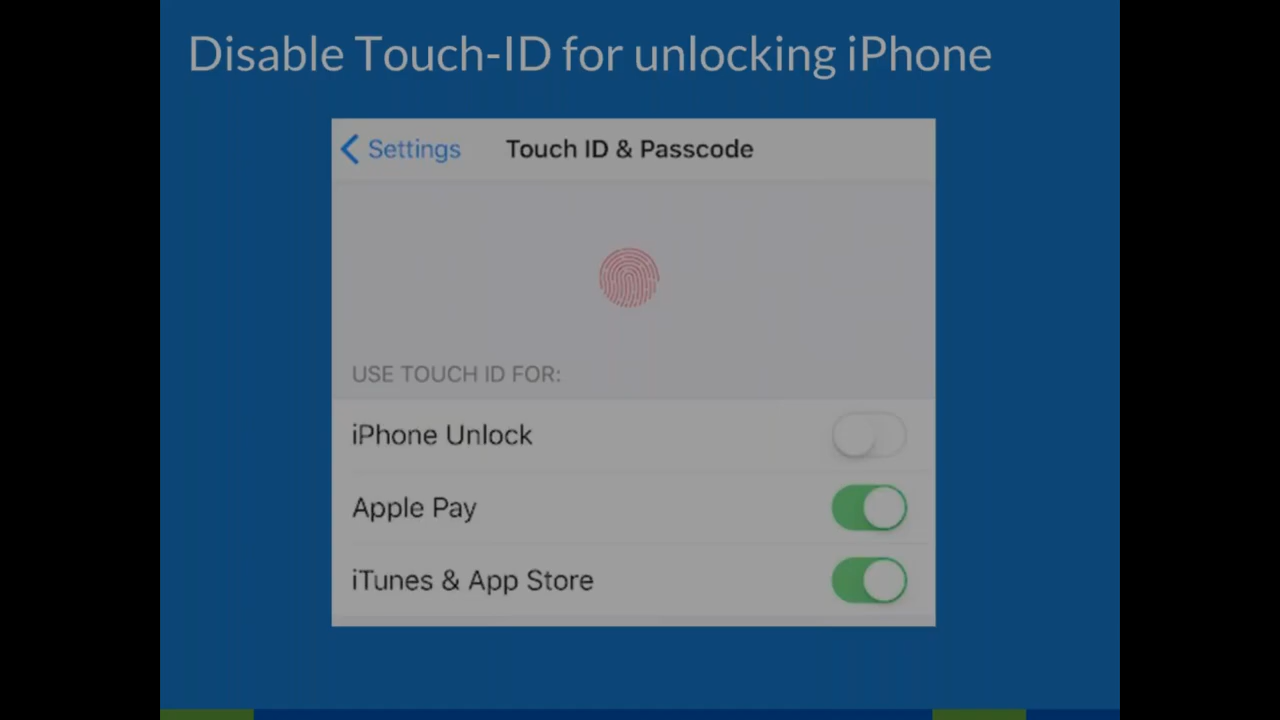 Disable Touch-ID for unlocking iPhone
Settings Touch ID & Passcode
USE TOUCH ID FOR:
iPhone Unlock
Apple Pay
iTunes & App Store